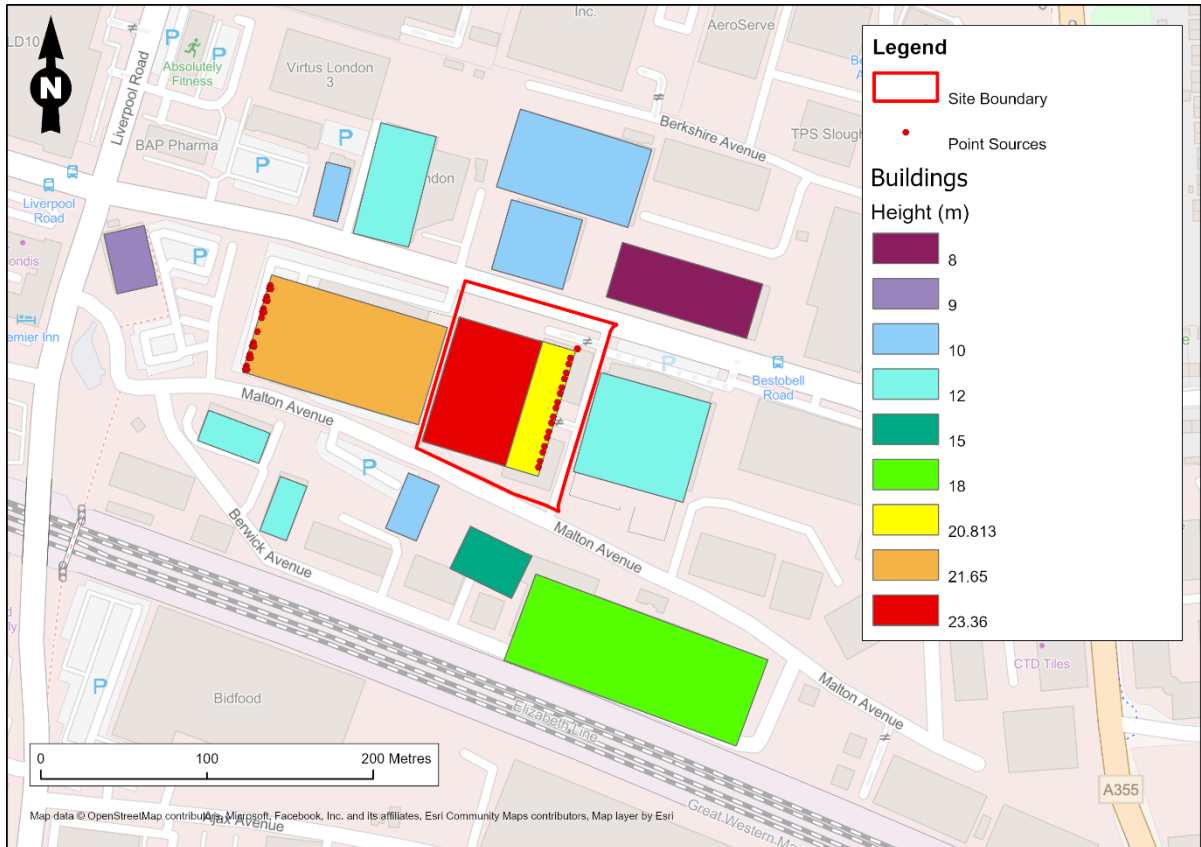 Inc.
AeroServe
LD10
P
P
Absolutely
Fitness
Liverpool Road
Virtus London
3
N
BAP Pharma
P
P
Berkshire Avenue
TPS Slough
Liverpool
Road
ndon
P
ondis
emier Inn
P
Bestobell
Road
Malton Avenue
P
Berwick Avenue
Malton Avenue
Malton Avenue
CTD Tiles
P
Bidfood
Elizabeth Line
Great Western Mai
A355
Ajax Avenue
Legend
Site Boundary
Point Sources
Buildings
Height (m)
8
9
10
12
15
18
20.813
21.65
23.36
0 100 200 Metres
Map data © OpenStreetMap contributors, Microsoft, Facebook, Inc. and its affiliates, Esri Community Maps contributors, Map layer by Esri